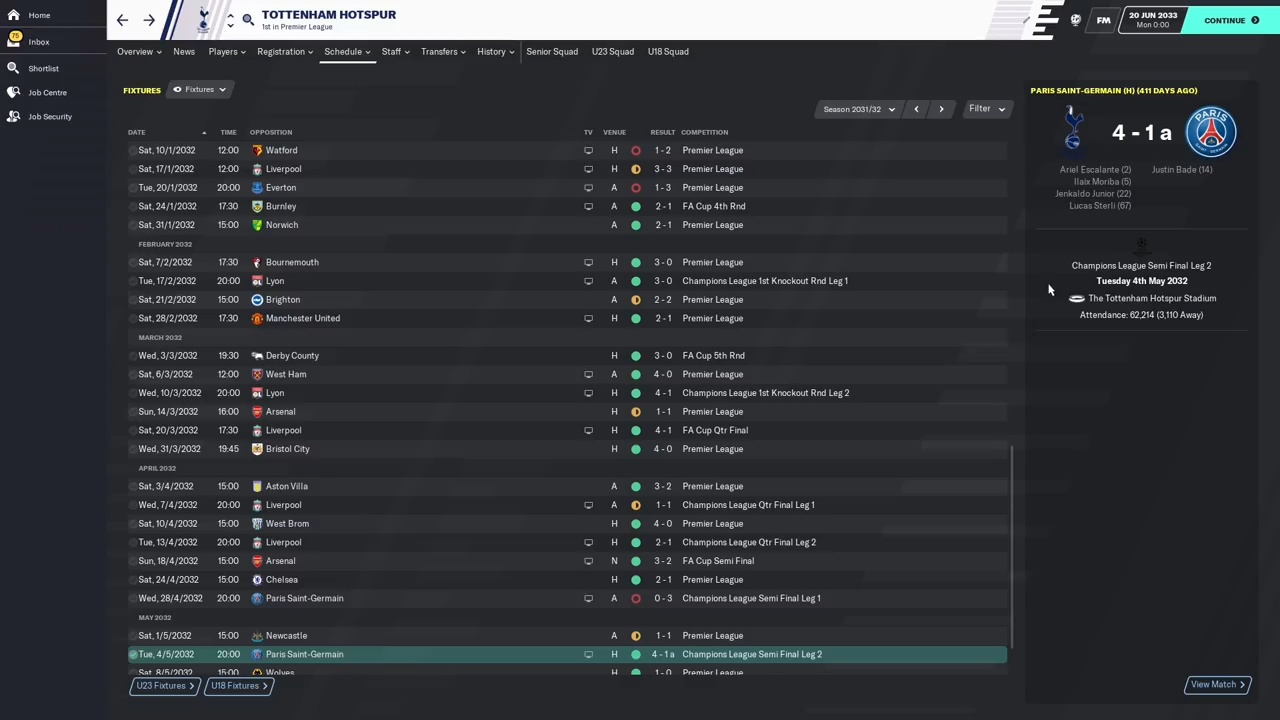 Home
75
Inbox
Shortlist
Job Centre
Job Security
TOTTENHAM HOTSPUR
1st in Premier League
FM
20 JUN 2033
Mon 0:00
CONTINUE
Overview News Players Registration Schedule Staff Transfers History Senior Squad U23 Squad U18 Squad
FIXTURES Fixtures
Season 2031/32 Filter
DATE TIME OPPOSITION TV VENUE RESULT COMPETITION
Sat, 10/1/2032 12:00 Watford H 1 - 2 Premier League
Sat, 17/1/2032 12:00 Liverpool H 3 - 3 Premier League
Tue, 20/1/2032 20:00 Everton A 1 - 3 Premier League
Sat, 24/1/2032 17:30 Burnley A 2 - 1 FA Cup 4th Rnd
Sat, 31/1/2032 15:00 Norwich A 2 - 1 Premier League
FEBRUARY 2032
Sat, 7/2/2032 17:30 Bournemouth H 3 - 0 Premier League
Tue, 17/2/2032 20:00 Lyon A 3 - 0 Champions League 1st Knockout Rnd Leg 1
Sat, 21/2/2032 15:00 Brighton A 2 - 2 Premier League
Sat, 28/2/2032 17:30 Manchester United H 2 - 1 Premier League
MARCH 2032
Wed, 3/3/2032 19:30 Derby County H 3 - 0 FA Cup 5th Rnd
Sat, 6/3/2032 12:00 West Ham A 4 - 0 Premier League
Wed, 10/3/2032 20:00 Lyon H 4 - 1 Champions League 1st Knockout Rnd Leg 2
Sun, 14/3/2032 16:00 Arsenal H 1 - 1 Premier League
Sat, 20/3/2032 17:30 Liverpool H 4 - 1 FA Cup Qtr Final
Wed, 31/3/2032 19:45 Bristol City H 4 - 0 Premier League
APRIL 2032
Sat, 3/4/2032 15:00 Aston Villa A 3 - 2 Premier League
Wed, 7/4/2032 20:00 Liverpool A 1 - 1 Champions League Qtr Final Leg 1
Sat, 10/4/2032 15:00 West Brom H 4 - 0 Premier League
Tue, 13/4/2032 20:00 Liverpool H 2 - 1 Champions League Qtr Final Leg 2
Sun, 18/4/2032 15:00 Arsenal N 3 - 2 FA Cup Semi Final
Sat, 24/4/2032 15:00 Chelsea H 2 - 1 Premier League
Wed, 28/4/2032 20:00 Paris Saint-Germain A 0 - 3 Champions League Semi Final Leg 1
MAY 2032
Sat, 1/5/2032 15:00 Newcastle A 1 - 1 Premier League
Tue, 4/5/2032 20:00 Paris Saint-Germain H 4 - 1 a Champions League Semi Final Leg 2
Sat, 8/5/2032 15:00 Wolves H 1 - 0 Premier League
U23 Fixtures U18 Fixtures
PARIS SAINT-GERMAIN (H) (411 DAYS AGO)
4 - 1 a
PARIS
Ariel Escalante (2) Justin Bade (14)
Ilaix Moriba (5)
Jenkaldo Junior (22)
Lucas Sterli (67)
Champions League Semi Final Leg 2
Tuesday 4th May 2032
The Tottenham Hotspur Stadium
Attendance: 62,214 (3,110 Away)
View Match